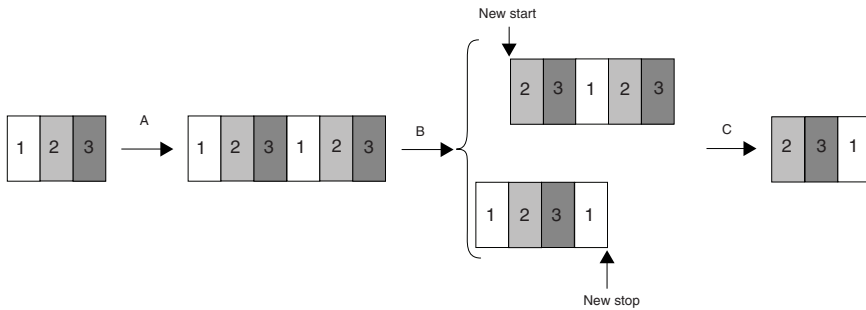 New start
2 3 1 2 3
A
B
C
1 2 3
1 2 3 1 2 3
2 3 1
1 2 3 1
New stop